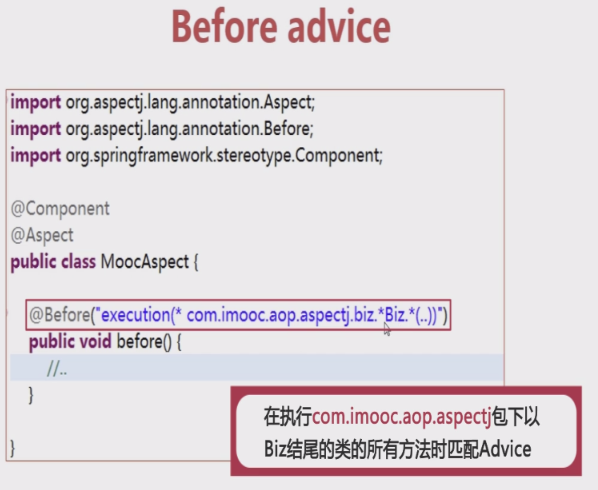 Before advice
import org.aspectj.lang.annotation.Aspect;
import org.aspectj.lang.annotation.Before;
import org.springframework.stereotype.Component;
@Component
@Aspect
public class MoocAspect {
@Before("execution(* com.imooc.aop.aspectj.biz.*Biz.*(..))")
public void before() {
//..
}
}
在执行com.imooc.aop.aspectj包下以
Biz结尾的类的所有方法时匹配Advice